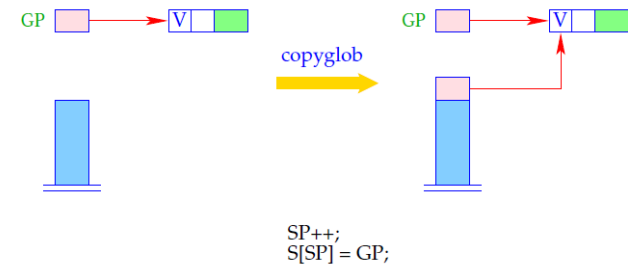 GP V GP V
copyglob
SP++;
S[SP] = GP;